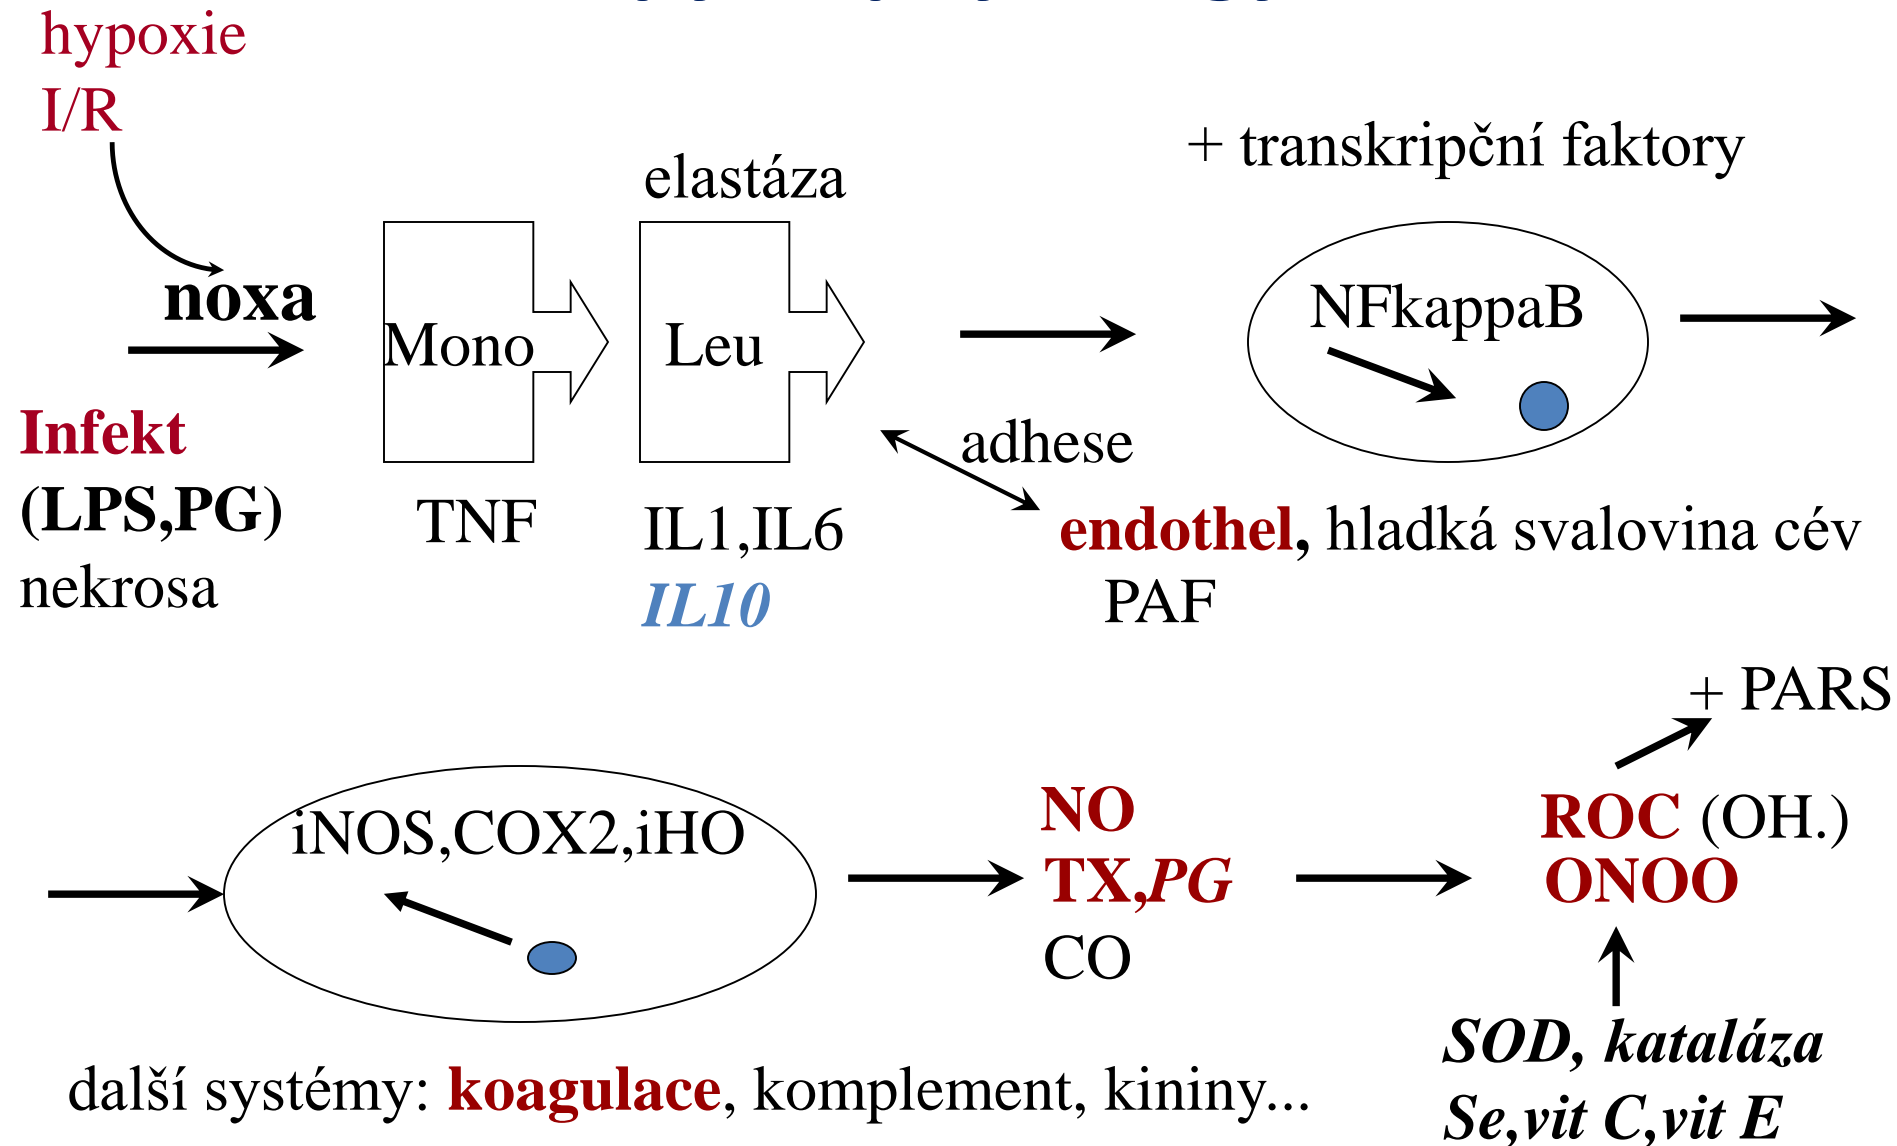 hypoxie
I/R
+ transkripční faktory
elastáza
noxa
NFkappaB
Mono
Leu
Infekt
adhese
(LPS,PG)
TNF
IL1,IL6
endothel, hladká svalovina cév
nekrosa
IL10
PAF
+ PARS
iNOS,COX2,iHO
NO
ROC (OH.)
TX,PG
ONOO
CO
SOD, kataláza
další systémy: koagulace, komplement, kininy...
Se,vit C,vit E